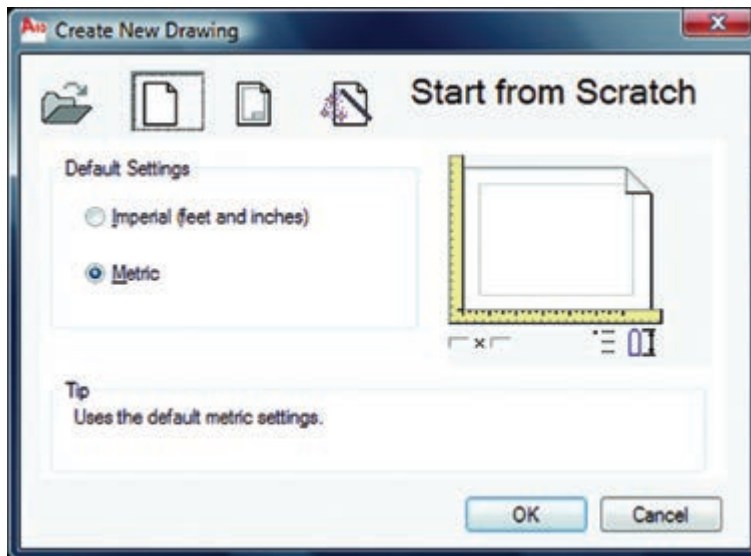 Create New Drawing
Start from Scratch
Default Settings
Imperial (feet and inches)
Metric
Tip
Uses the default metric settings.
OK
Cancel